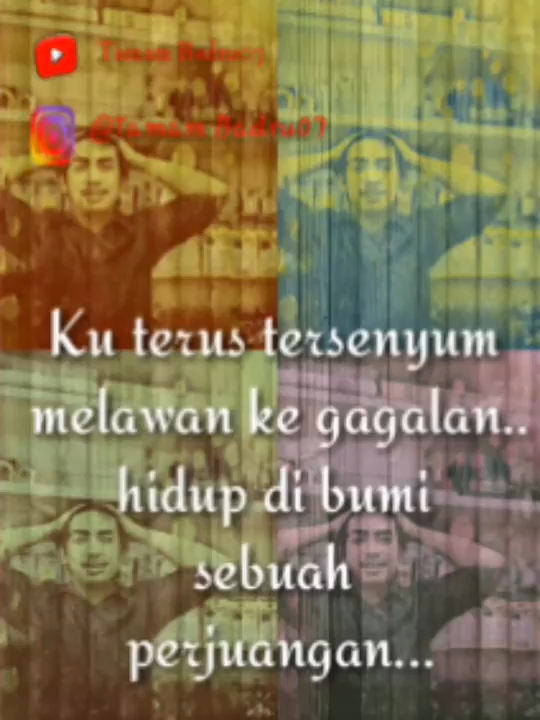 Ku terus tersenyum
melawan ke gagalan..
hidup di bumi
sebuah
perjuangan...